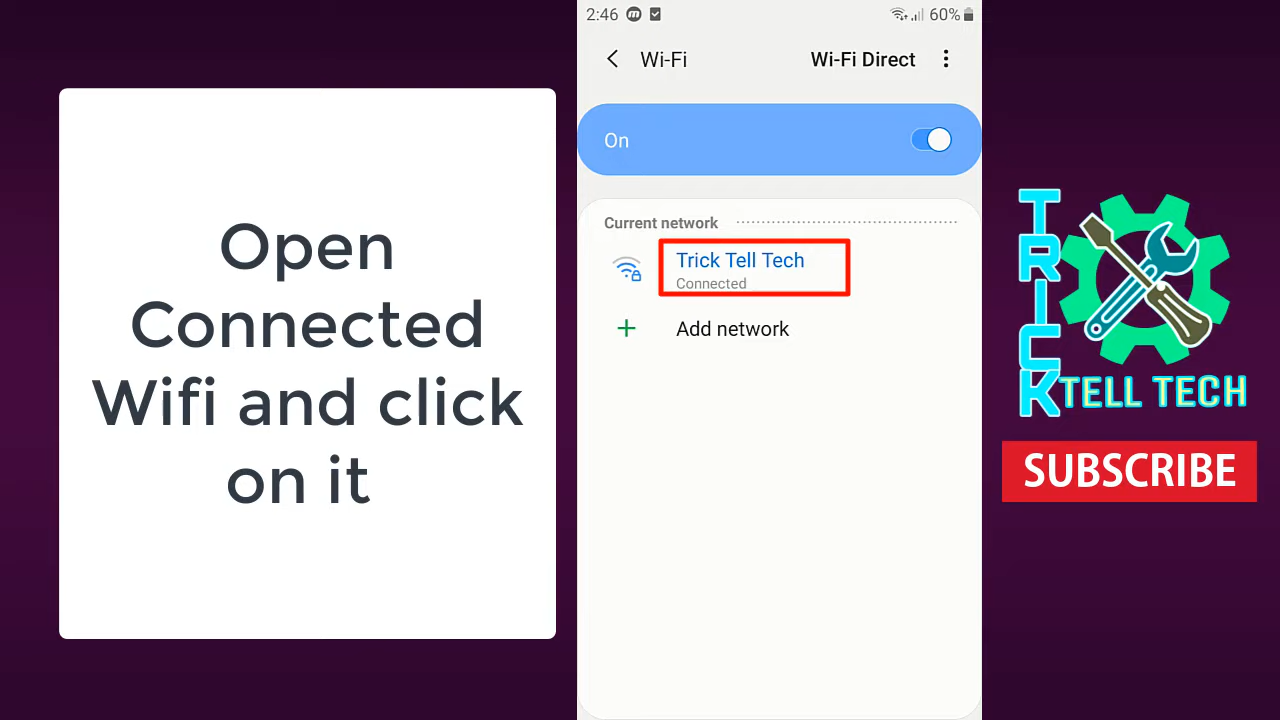 Open
Connected
Wifi and click
on it
2:46
60%
Wi-Fi
Wi-Fi Direct
On
Current network
Trick Tell Tech
Connected
Add network
TRICK
TELL TECH
SUBSCRIBE